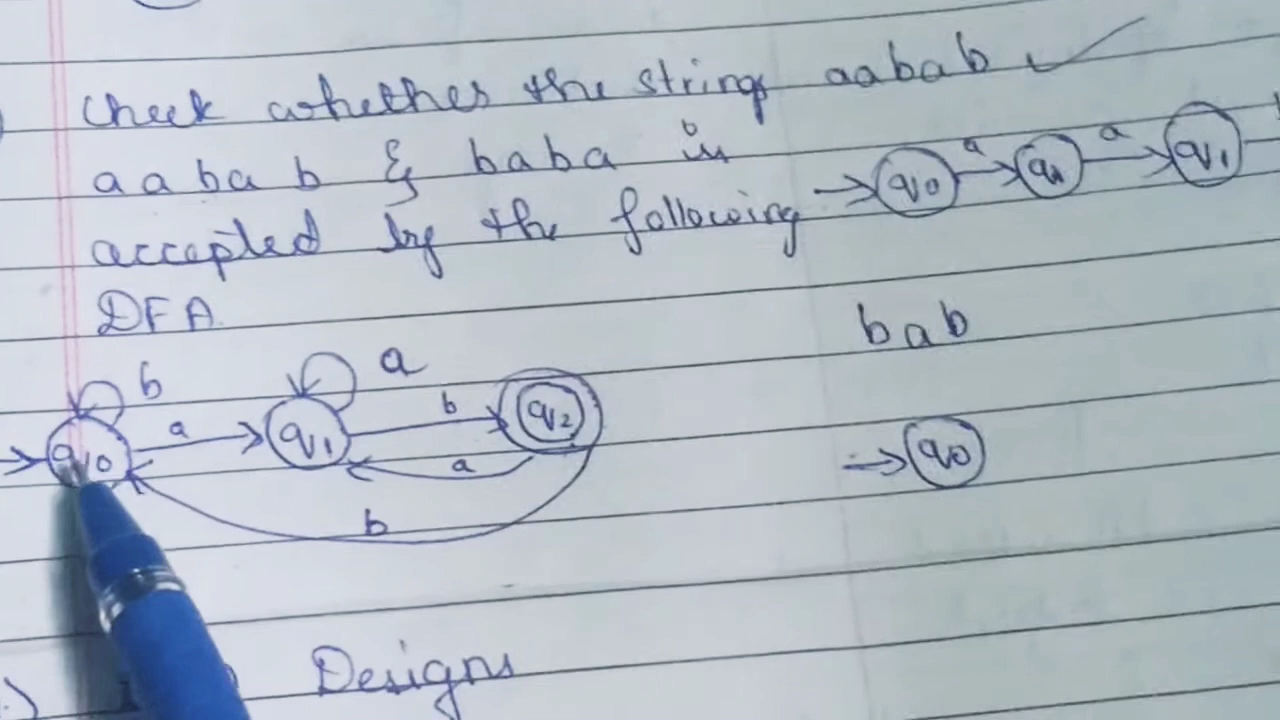 check whether the strings aabab ✓
aabab & baba is
accepted by the following
DFA
→ q0 a → q1 a → q1
bab
b a
→ q0 a → q1 b → q2
a
b
→ q0
Designs